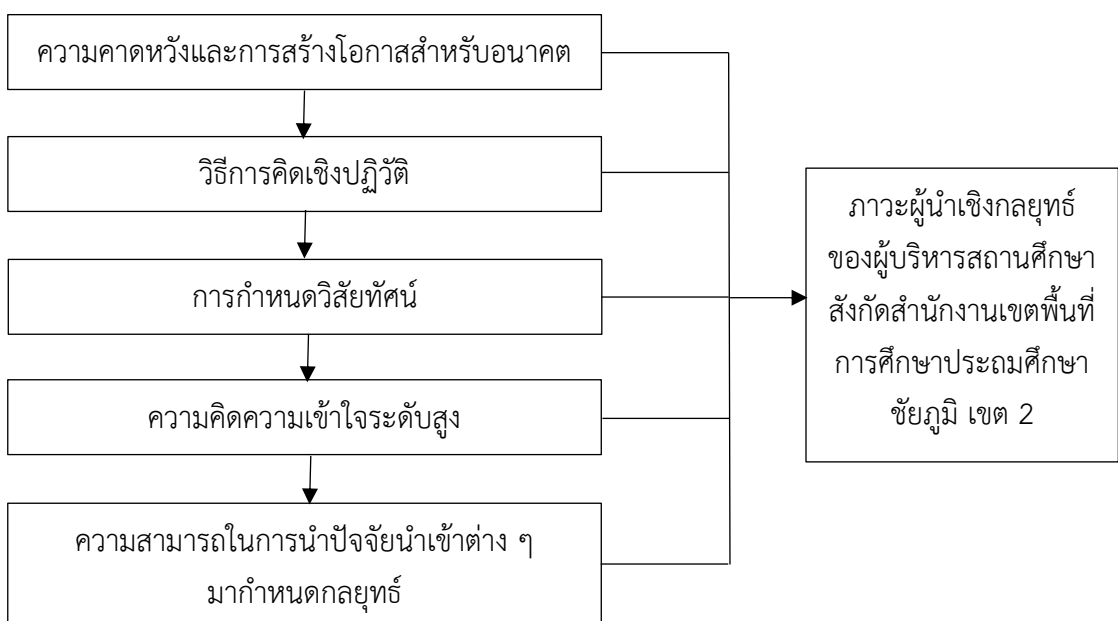 ความคาดหวังและการสร้างโอกาสสำหรับอนาคต
วิธีการคิดเชิงปฏิวัติ
การกำหนดวิสัยทัศน์
ความคิดความเข้าใจระดับสูง
ความสามารถในการนำปัจจัยนำเข้าต่าง ๆ
มากำหนดกลยุทธ์
ภาวะผู้นำเชิงกลยุทธ์
ของผู้บริหารสถานศึกษา
สังกัดสำนักงานเขตพื้นที่
การศึกษาประถมศึกษา
ชัยภูมิ เขต 2